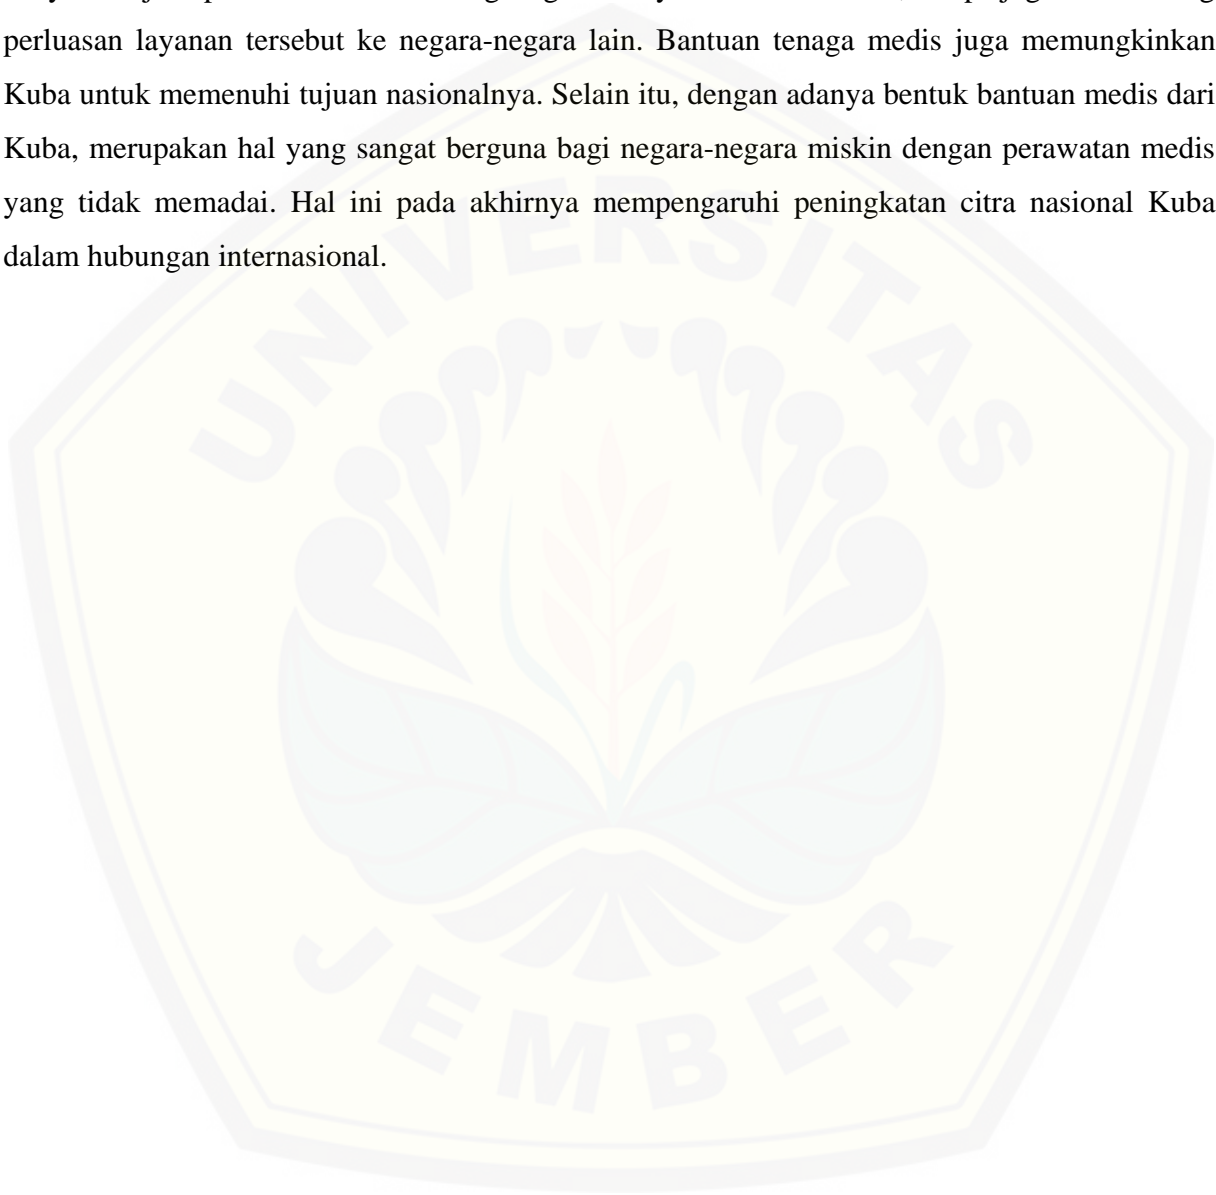 perluasan layanan tersebut ke negara-negara lain. Bantuan tenaga medis juga memungkinkan
Kuba untuk memenuhi tujuan nasionalnya. Selain itu, dengan adanya bentuk bantuan medis dari
Kuba, merupakan hal yang sangat berguna bagi negara-negara miskin dengan perawatan medis
yang tidak memadai. Hal ini pada akhirnya mempengaruhi peningkatan citra nasional Kuba
dalam hubungan internasional.
UNIVERSITAS
JEMBER